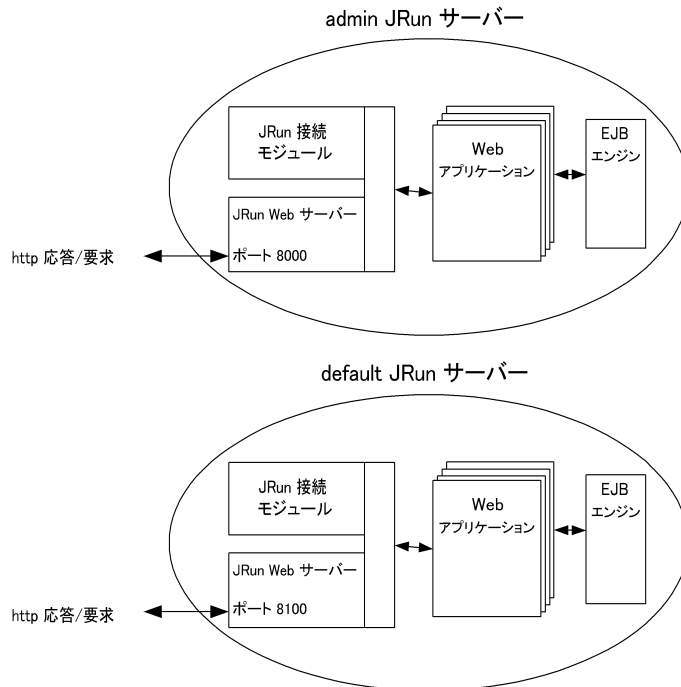 admin JRun サーバー
JRun 接続
モジュール
JRun Web サーバー
ポート 8000
Web
アプリケーション
EJB
エンジン
http 応答/要求
default JRun サーバー
JRun 接続
モジュール
JRun Web サーバー
ポート 8100
Web
アプリケーション
EJB
エンジン
http 応答/要求